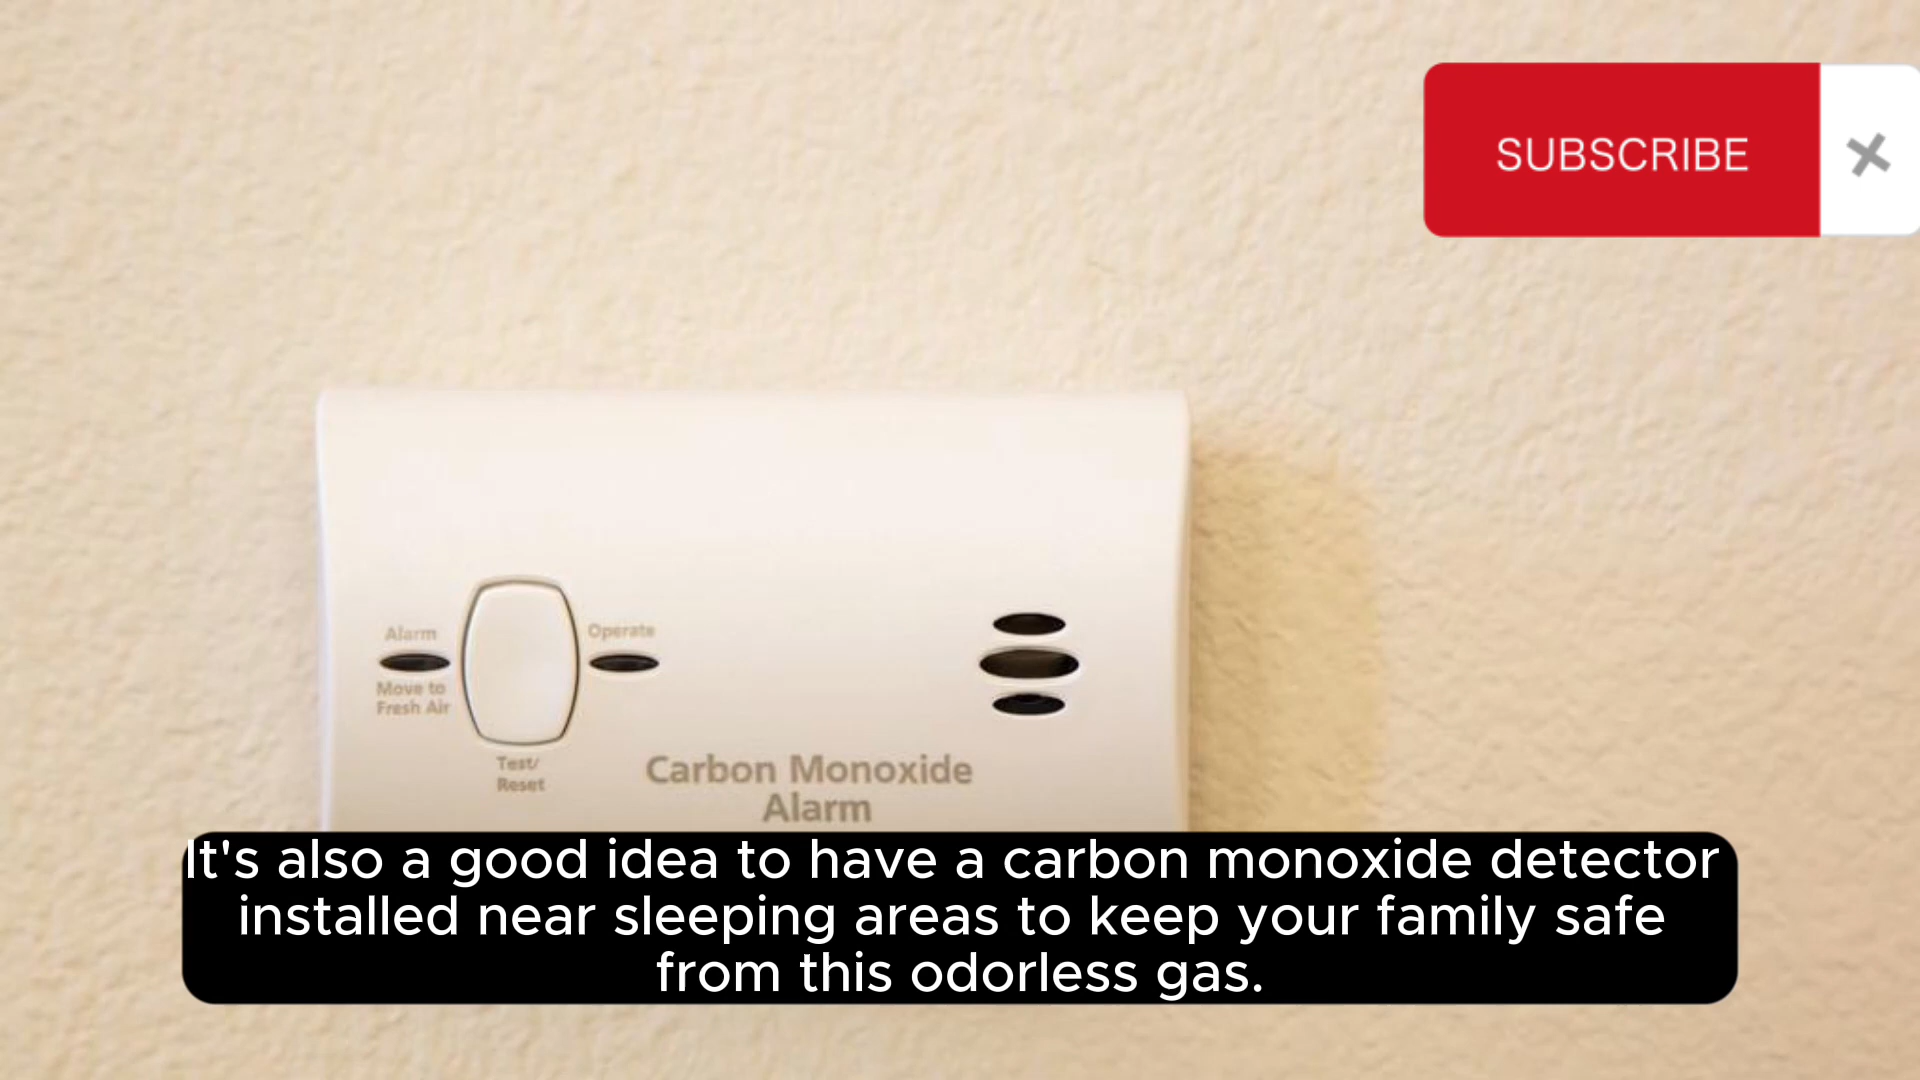 SUBSCRIBE
Alarm
Operate
Move to
Fresh Air
Test/
Reset
Carbon Monoxide
Alarm
It's also a good idea to have a carbon monoxide detector
installed near sleeping areas to keep your family safe
from this odorless gas.